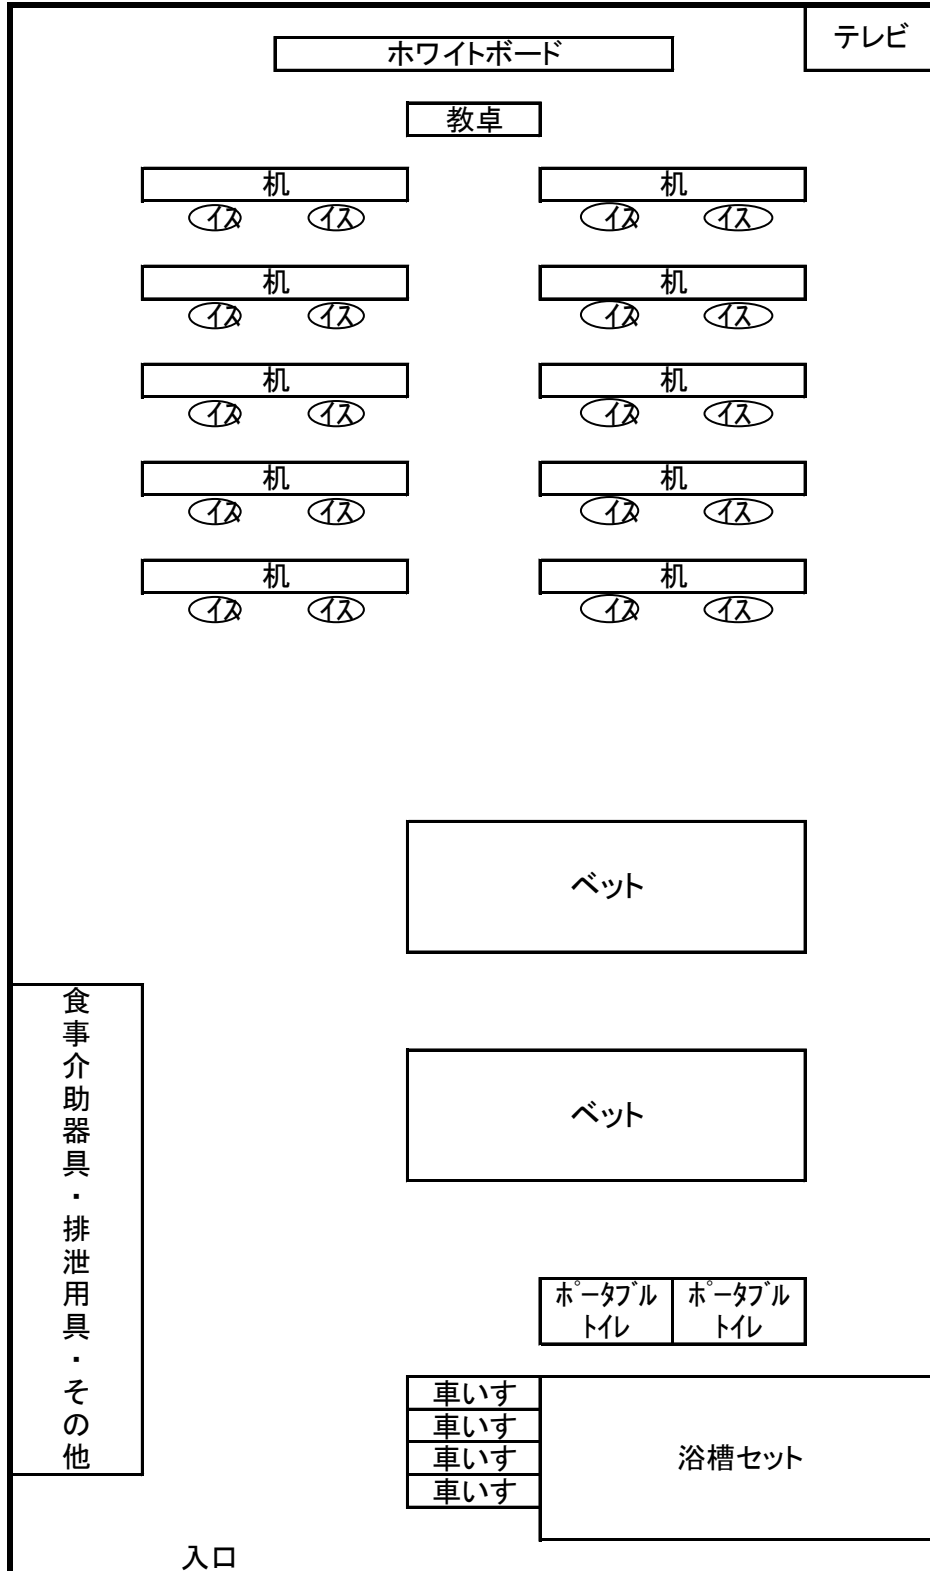 テレビ
ホワイトボード
教卓
机 机
イス イス イス イス
机 机
イス イス イス イス
机 机
イス イス イス イス
机 机
イス イス イス イス
机 机
イス イス イス イス
ベット
食事介助器具・排泄用具・その他
ベット
ポータブル
トイレ
ポータブル
トイレ
車いす
車いす
車いす
車いす
浴槽セット
入口